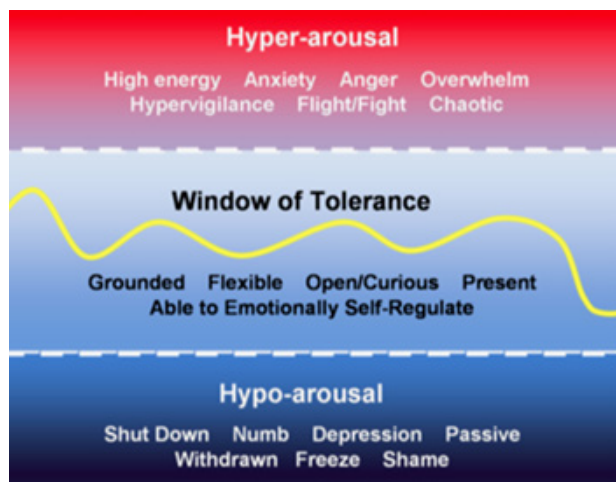 Hyper-arousal
High energy Anxiety Anger Overwhelm
Hypervigilance Flight/Fight Chaotic
Window of Tolerance
Grounded Flexible Open/Curious Present
Able to Emotionally Self-Regulate
Hypo-arousal
Shut Down Numb Depression Passive
Withdrawn Freeze Shame